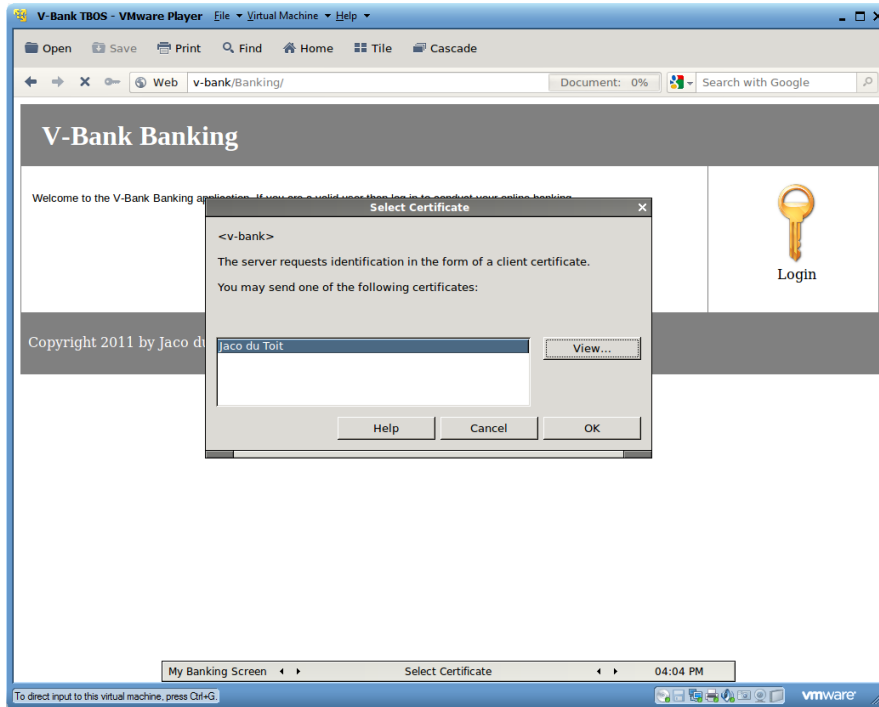 V-Bank TBOS - VMware Player File Virtual Machine Help
Open Save Print Find Home Tile Cascade
Web v-bank/Banking/ Document: 0% Search with Google
V-Bank Banking
Welcome to the V-Bank Banking application. If you are a valid user then log in to conduct your online banking
Login
Select Certificate
<v-bank>
The server requests identification in the form of a client certificate.
You may send one of the following certificates:
Jaco du Toit
View...
Help Cancel OK
Copyright 2011 by Jaco du
My Banking Screen Select Certificate 04:04 PM
To direct input to this virtual machine, press Ctrl+G.
vmware